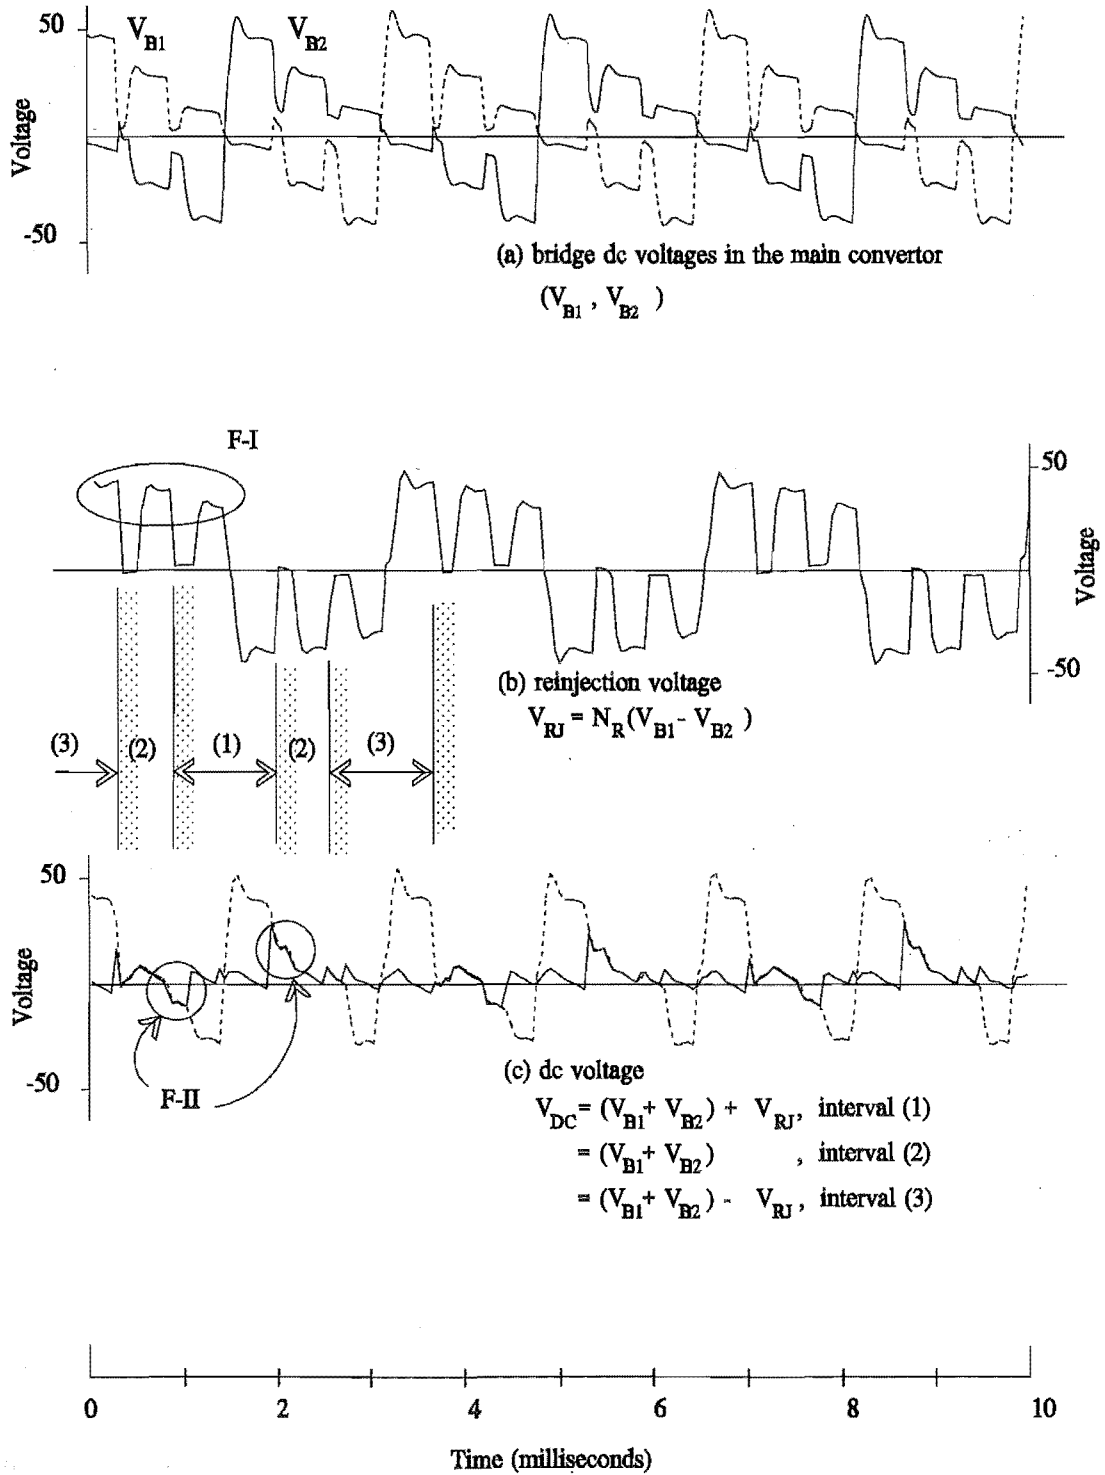 50
V_B1
V_B2
Voltage
-50
(a) bridge dc voltages in the main convertor
(V_B1 , V_B2 )
F-I
50
Voltage
-50
(b) reinjection voltage
V_RJ = N_R(V_B1 - V_B2 )
(3)
(2)
(1)
(2)
(3)
50
Voltage
-50
F-II
(c) dc voltage
V_DC = (V_B1 + V_B2) + V_RJ, interval (1)
= (V_B1 + V_B2) , interval (2)
= (V_B1 + V_B2) - V_RJ, interval (3)
0 2 4 6 8 10
Time (milliseconds)